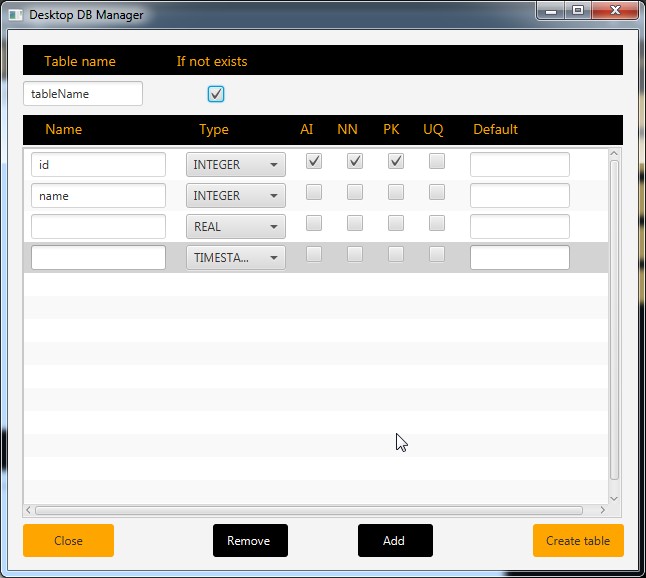 Desktop DB Manager
Table name If not exists
tableName
Name Type AI NN PK UQ Default
id INTEGER
name INTEGER
REAL
TIMESTA...
Close Remove Add Create table